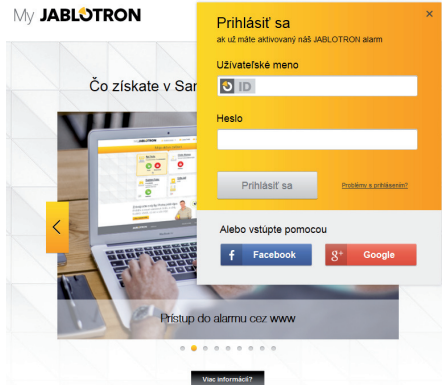 My JABLOTRON
Prihlásiť sa
ak už máte aktivovaný náš JABLOTRON alarm
Užívateľské meno
ID
Čo získate v Sar
Heslo
Prihlásiť sa
Problémy s prihlásením?
Alebo vstúpte pomocou
f Facebook
g+ Google
Prístup do alarmu cez www
Viac informácií?